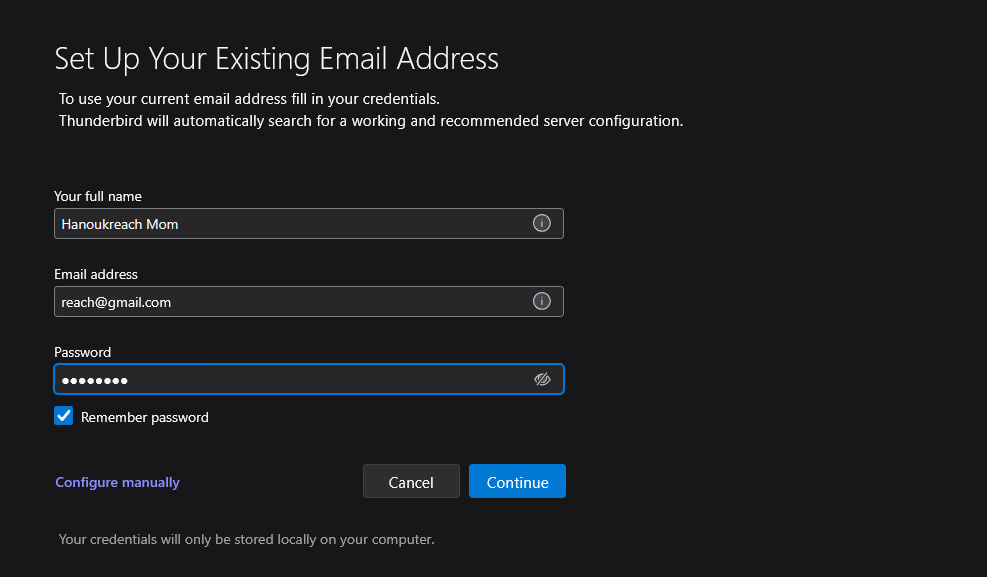 Set Up Your Existing Email Address
To use your current email address fill in your credentials.
Thunderbird will automatically search for a working and recommended server configuration.
Your full name
Hanoukreach Mom
Email address
reach@gmail.com
Password
●●●●●●●●
Remember password
Configure manually
Cancel
Continue
Your credentials will only be stored locally on your computer.